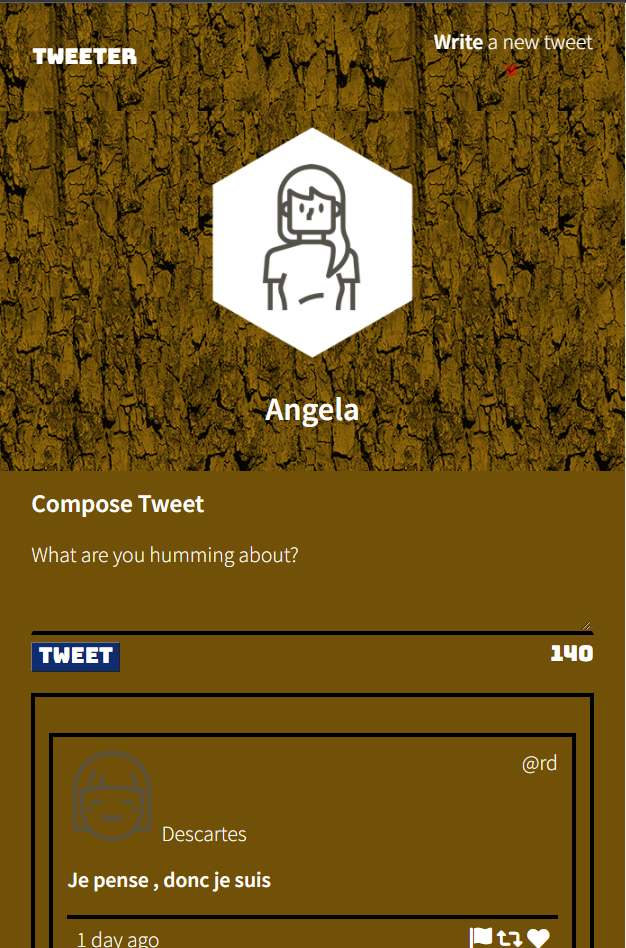 TWEETER
Write a new tweet
Angela
Compose Tweet
What are you humming about?
TWEET
140
@rd
Descartes
Je pense , donc je suis
1 day ago